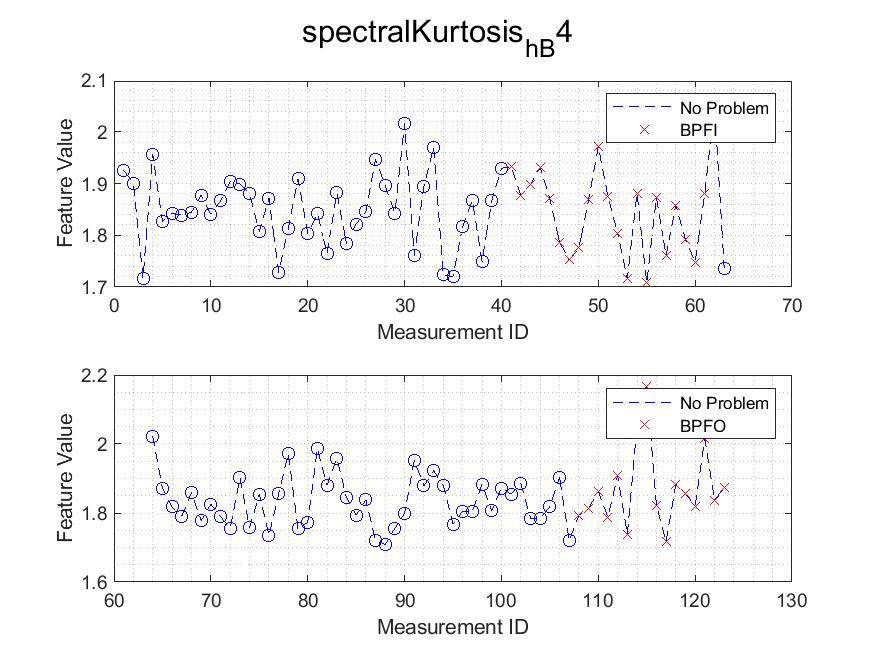 spectralKurtosis_hB4
2.1
2
1.9
1.8
1.7
Feature Value
No Problem
BPFI
0 10 20 30 40 50 60 70
Measurement ID
2.2
2
1.8
1.6
Feature Value
No Problem
BPFO
60 70 80 90 100 110 120 130
Measurement ID